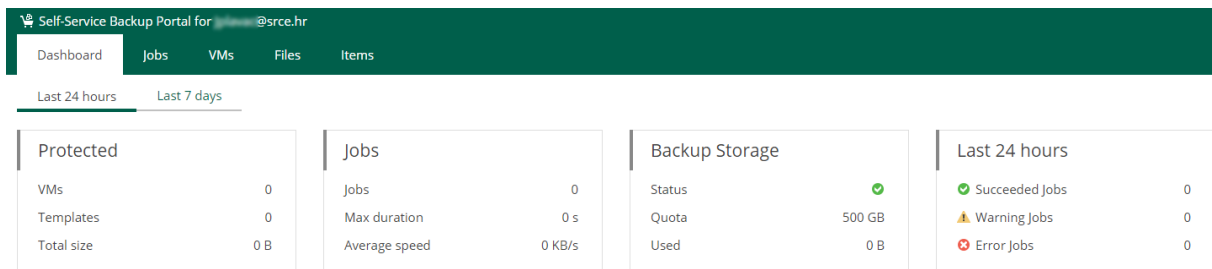 Self-Service Backup Portal for @srce.hr
Dashboard Jobs VMs Files Items
Last 24 hours Last 7 days
Protected
VMs 0
Templates 0
Total size 0 B
Jobs
Jobs 0
Max duration 0 s
Average speed 0 KB/s
Backup Storage
Status
Quota 500 GB
Used 0 B
Last 24 hours
Succeeded Jobs 0
Warning Jobs 0
Error Jobs 0